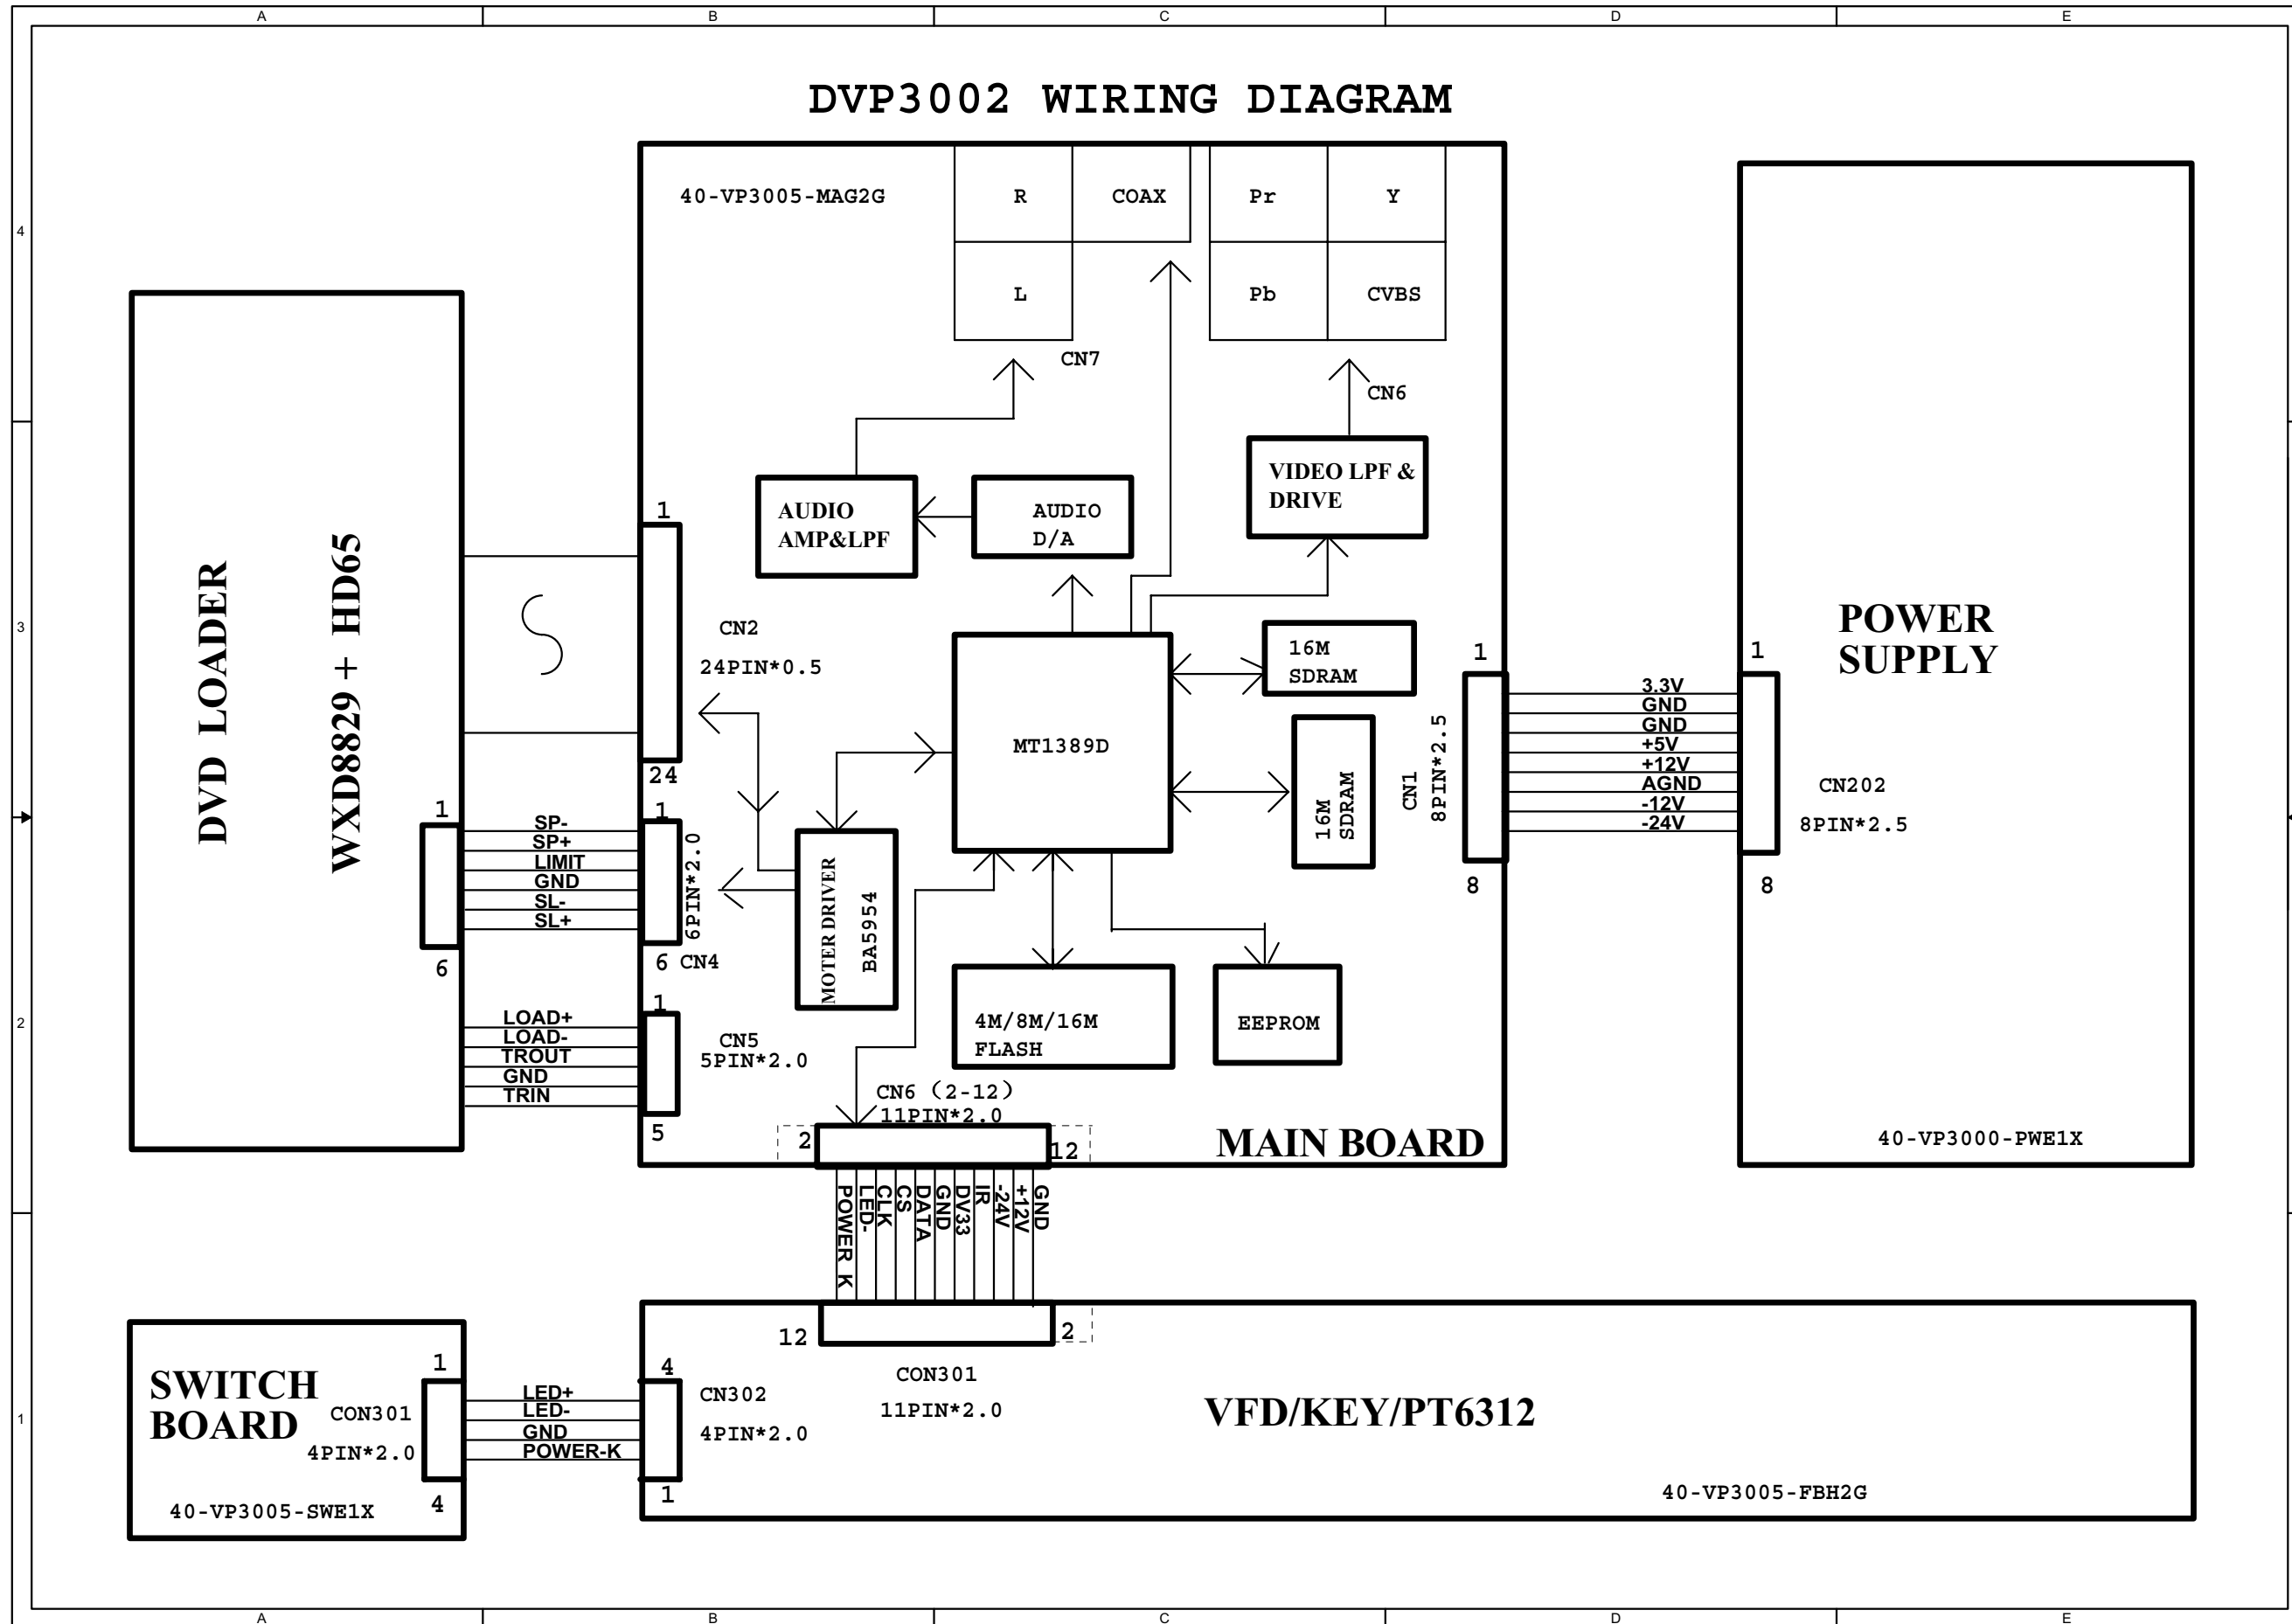 A B C D E
DVP3002 WIRING DIAGRAM
4
3
2
1
40-VP3005-MAG2G
R
COAX
Pr
Y
L
Pb
CVBS
CN7
CN6
AUDIO
AMP&LPF
AUDIO
D/A
VIDEO LPF &
DRIVE
DVD LOADER
WXD8829 + HD65
1
CN2
24PIN*0.5
24
16M
SDRAM
MT1389D
16M
SDRAM
1
CN1
8PIN*2.5
8
3.3V
GND
GND
+5V
+12V
AGND
-12V
-24V
1
POWER
SUPPLY
CN202
8PIN*2.5
8
40-VP3000-PWE1X
1
6
SP-
SP+
LIMIT
GND
SL-
SL+
1
6PIN*2.0
6 CN4
MOTER DRIVER
BA5954
4M/8M/16M
FLASH
EEPROM
LOAD+
LOAD-
TROUT
GND
TRIN
1
CN5
5PIN*2.0
5
CN6（2-12）
11PIN*2.0
2
12
MAIN BOARD
POWER K
LED-
CLK
CS
DATA
GND
DV33
IR
-24V
+12V
GND
12
2
CON301
11PIN*2.0
SWITCH
BOARD
CON301
4PIN*2.0
1
4
40-VP3005-SWE1X
LED+
LED-
GND
POWER-K
4
CN302
4PIN*2.0
1
VFD/KEY/PT6312
40-VP3005-FBH2G
A B C D E